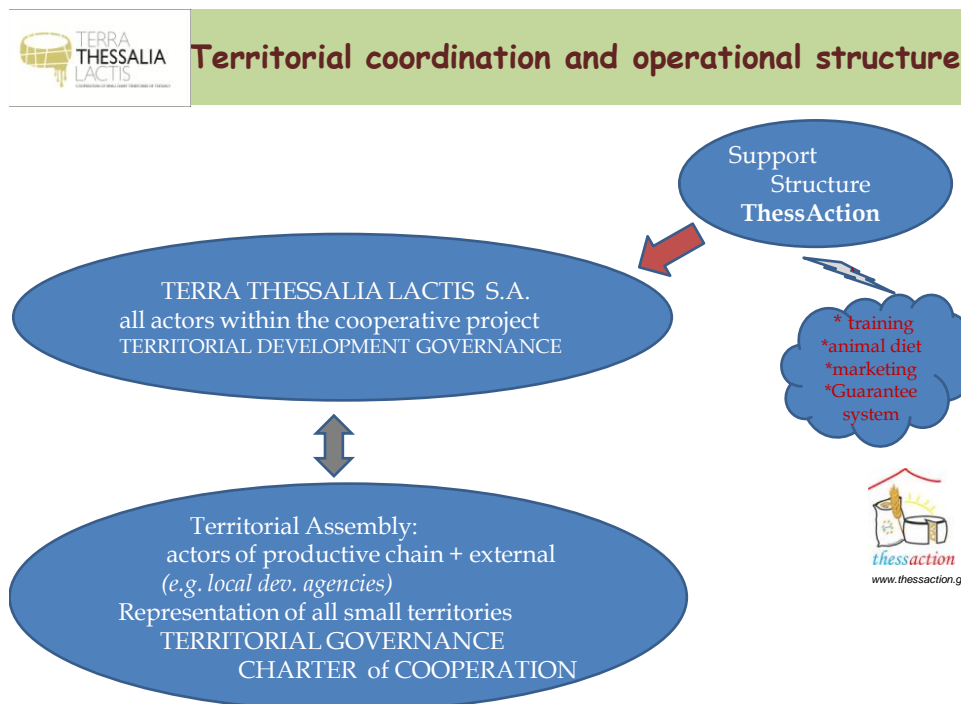 TERRA
THESSALIA
LACTIS
Territorial coordination and operational structure
Support
Structure
ThessAction
TERRA THESSALIA LACTIS S.A.
all actors within the cooperative project
TERRITORIAL DEVELOPMENT GOVERNANCE
* training
*animal diet
*marketing
*Guarantee
system
Territorial Assembly:
actors of productive chain + external
(e.g. local dev. agencies)
Representation of all small territories
TERRITORIAL GOVERNANCE
CHARTER of COOPERATION
thessaction
www.thessaction.g